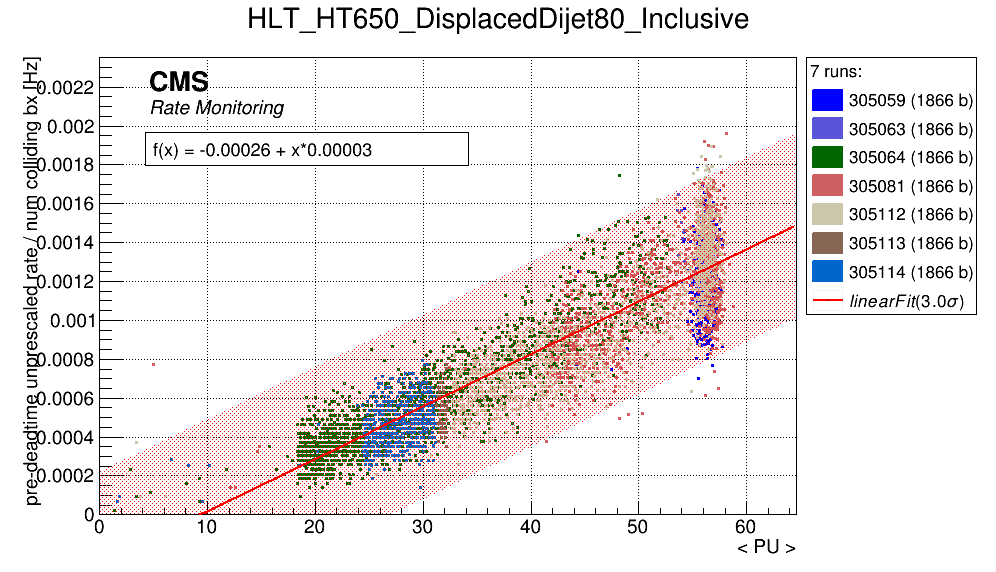 HLT_HT650_DisplacedDijet80_Inclusive
pre-deadtime unprescaled rate / num colliding bx [Hz]
CMS
Rate Monitoring
f(x) = -0.00026 + x*0.00003
0.0022
0.002
0.0018
0.0016
0.0014
0.0012
0.001
0.0008
0.0006
0.0004
0.0002
0
0 10 20 30 40 50 60
< PU >
7 runs:
305059 (1866 b)
305063 (1866 b)
305064 (1866 b)
305081 (1866 b)
305112 (1866 b)
305113 (1866 b)
305114 (1866 b)
linearFit(3.0σ)